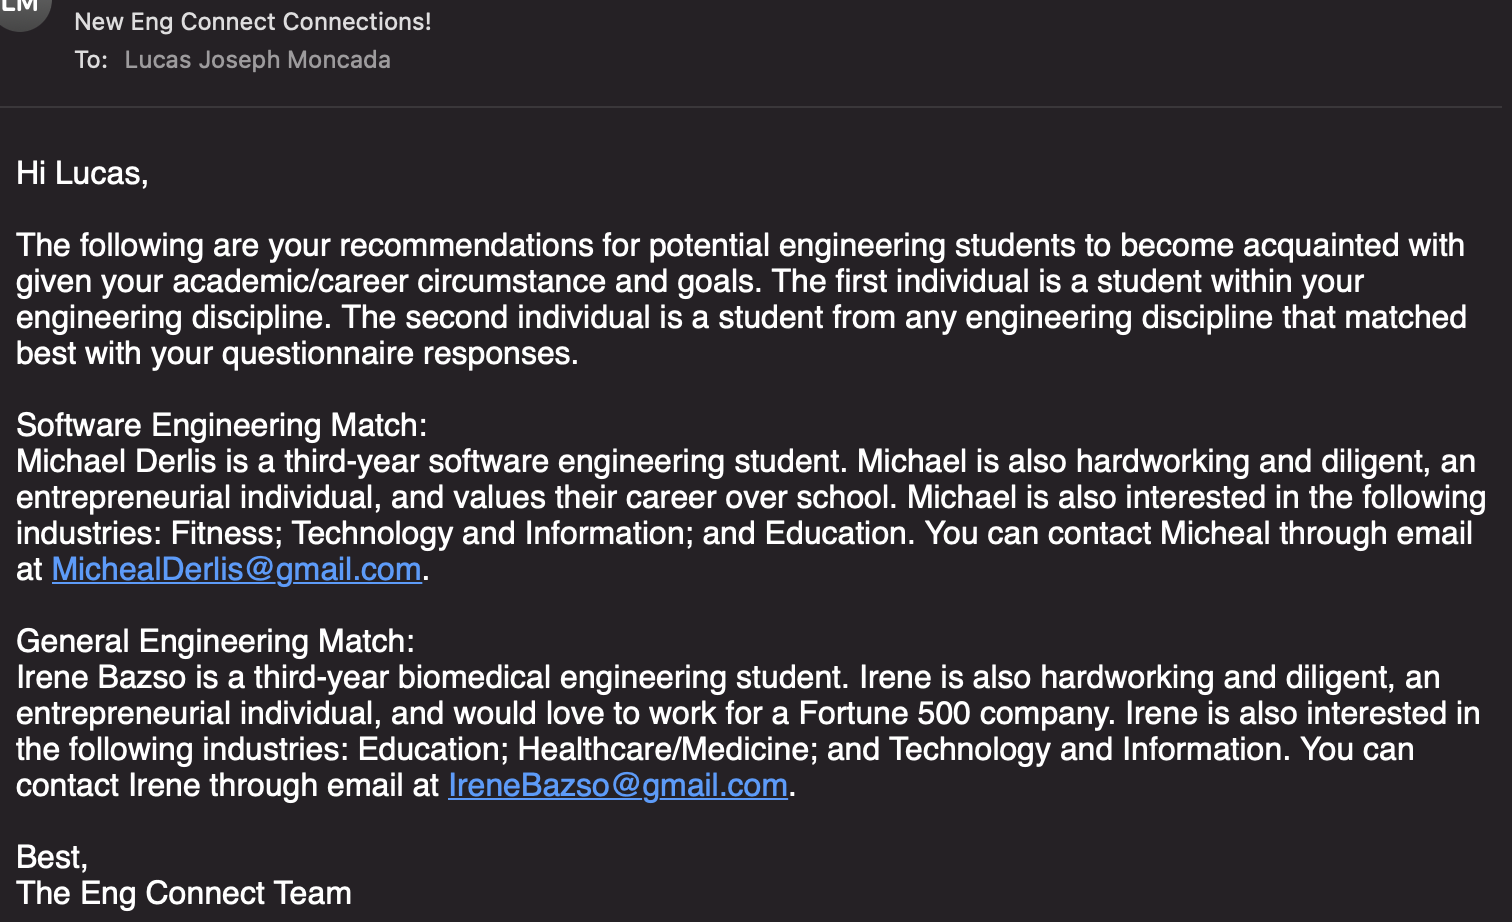 LM
New Eng Connect Connections!
To: Lucas Joseph Moncada
Hi Lucas,
The following are your recommendations for potential engineering students to become acquainted with
given your academic/career circumstance and goals. The first individual is a student within your
engineering discipline. The second individual is a student from any engineering discipline that matched
best with your questionnaire responses.
Software Engineering Match:
Michael Derlis is a third-year software engineering student. Michael is also hardworking and diligent, an
entrepreneurial individual, and values their career over school. Michael is also interested in the following
industries: Fitness; Technology and Information; and Education. You can contact Micheal through email
at MichealDerlis@gmail.com.
General Engineering Match:
Irene Bazso is a third-year biomedical engineering student. Irene is also hardworking and diligent, an
entrepreneurial individual, and would love to work for a Fortune 500 company. Irene is also interested in
the following industries: Education; Healthcare/Medicine; and Technology and Information. You can
contact Irene through email at IreneBazso@gmail.com.
Best,
The Eng Connect Team